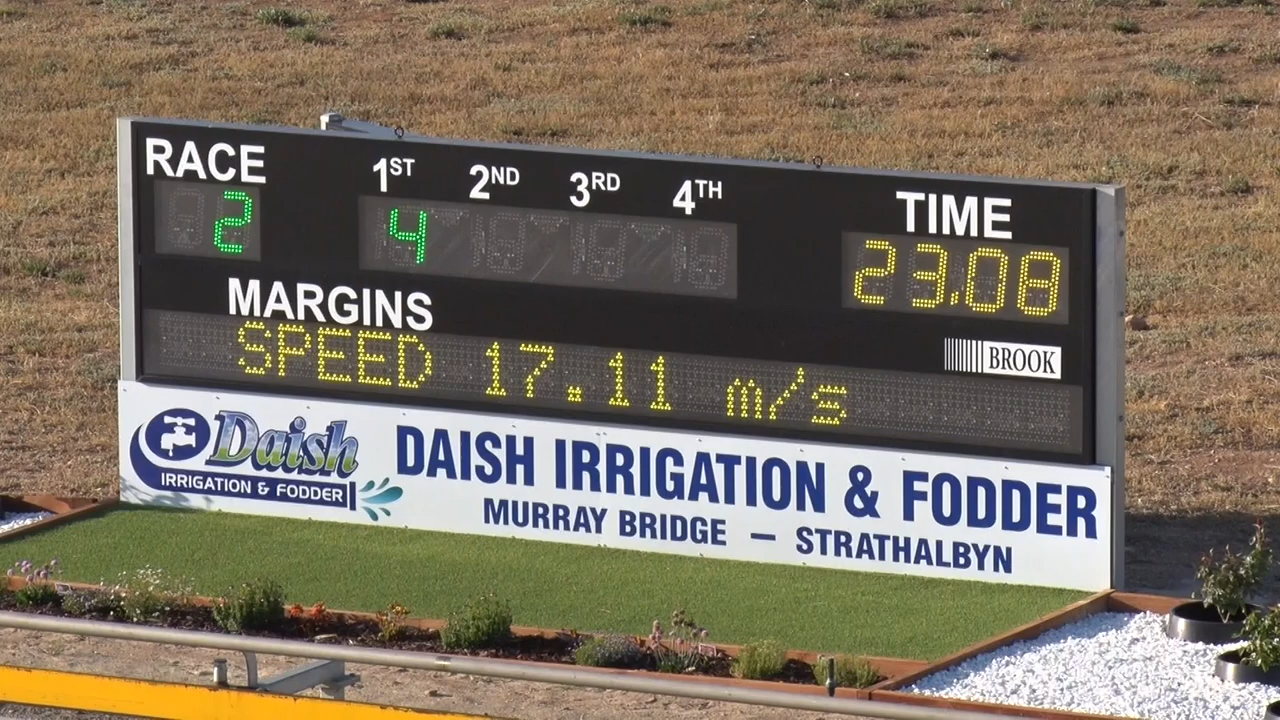 RACE 1ST 2ND 3RD 4TH TIME
2 4 23.08
MARGINS
BROOK
SPEED 17.11 m/s
Daish
IRRIGATION & FODDER
DAISH IRRIGATION & FODDER
MURRAY BRIDGE – STRATHALBYN